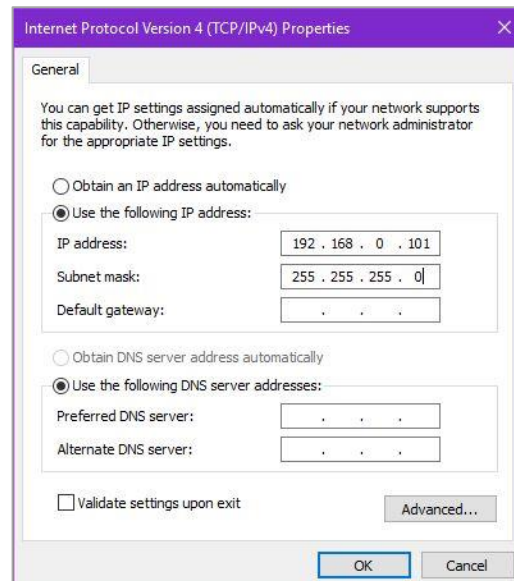 Internet Protocol Version 4 (TCP/IPv4) Properties
General
You can get IP settings assigned automatically if your network supports
this capability. Otherwise, you need to ask your network administrator
for the appropriate IP settings.
Obtain an IP address automatically
Use the following IP address:
IP address: 192 . 168 . 0 . 101
Subnet mask: 255 . 255 . 255 . 0
Default gateway: . . .
Obtain DNS server address automatically
Use the following DNS server addresses:
Preferred DNS server: . . .
Alternate DNS server: . . .
Validate settings upon exit
Advanced...
OK Cancel